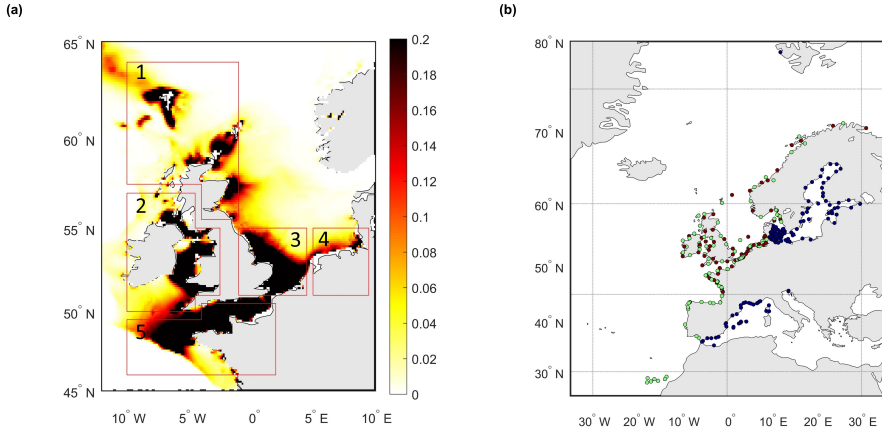 (a)
65° N
60° N
55° N
50° N
45° N
10° W
5° W
0°
5° E
10° E
1
2
3
4
5
0.2
0.18
0.16
0.14
0.12
0.1
0.08
0.06
0.04
0.02
0
(b)
80° N
70° N
60° N
50° N
40° N
30° N
30° W
20° W
10° W
0°
10° E
20° E
30° E